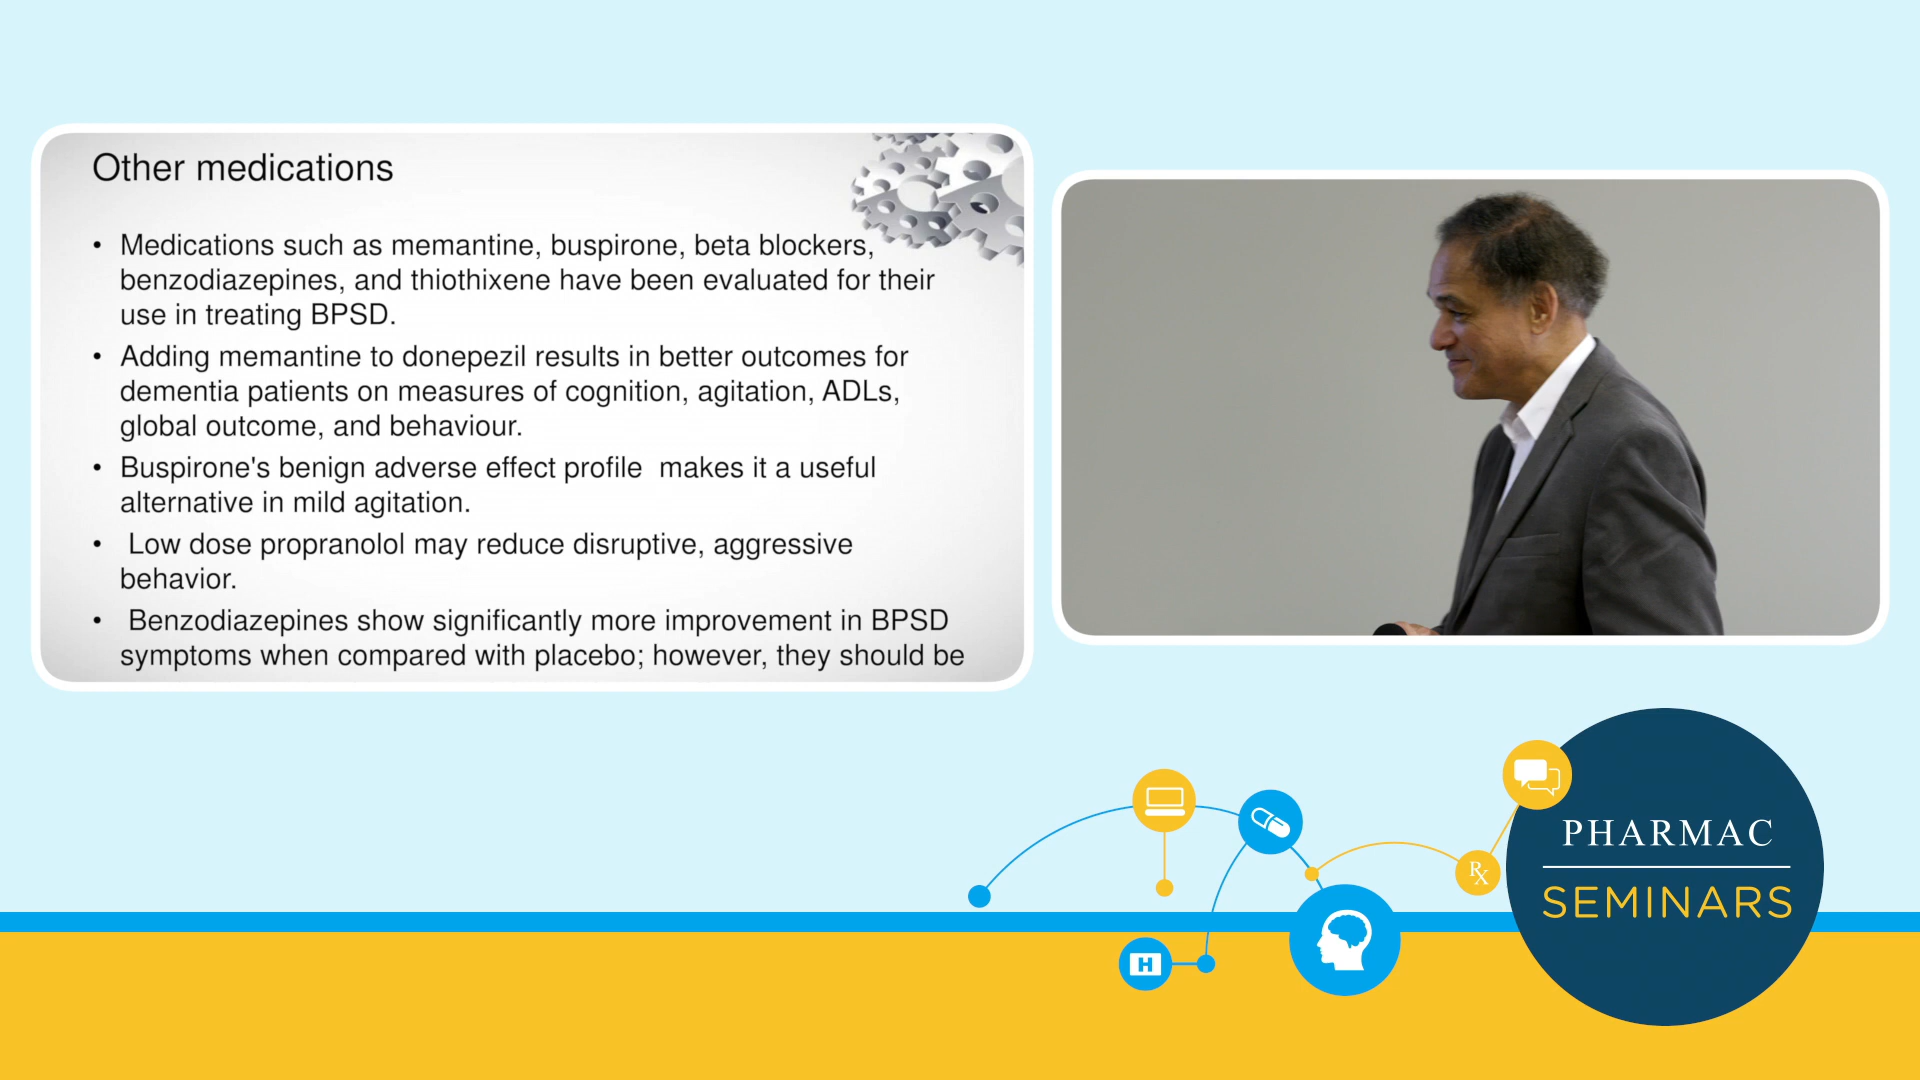 Other medications
• Medications such as memantine, buspirone, beta blockers,
benzodiazepines, and thiothixene have been evaluated for their
use in treating BPSD.
• Adding memantine to donepezil results in better outcomes for
dementia patients on measures of cognition, agitation, ADLs,
global outcome, and behaviour.
• Buspirone's benign adverse effect profile  makes it a useful
alternative in mild agitation.
•  Low dose propranolol may reduce disruptive, aggressive
behavior.
•  Benzodiazepines show significantly more improvement in BPSD
symptoms when compared with placebo; however, they should be
PHARMAC
SEMINARS
Rx
H